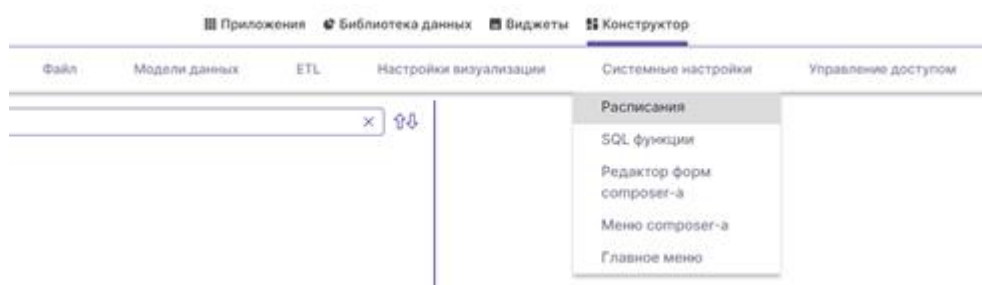 Приложения Библиотека данных Виджеты Конструктор
Файл Модели данных ETL Настройки визуализации Системные настройки Управление доступом
Расписания
SQL функции
Редактор форм
composer-a
Меню composer-a
Главное меню